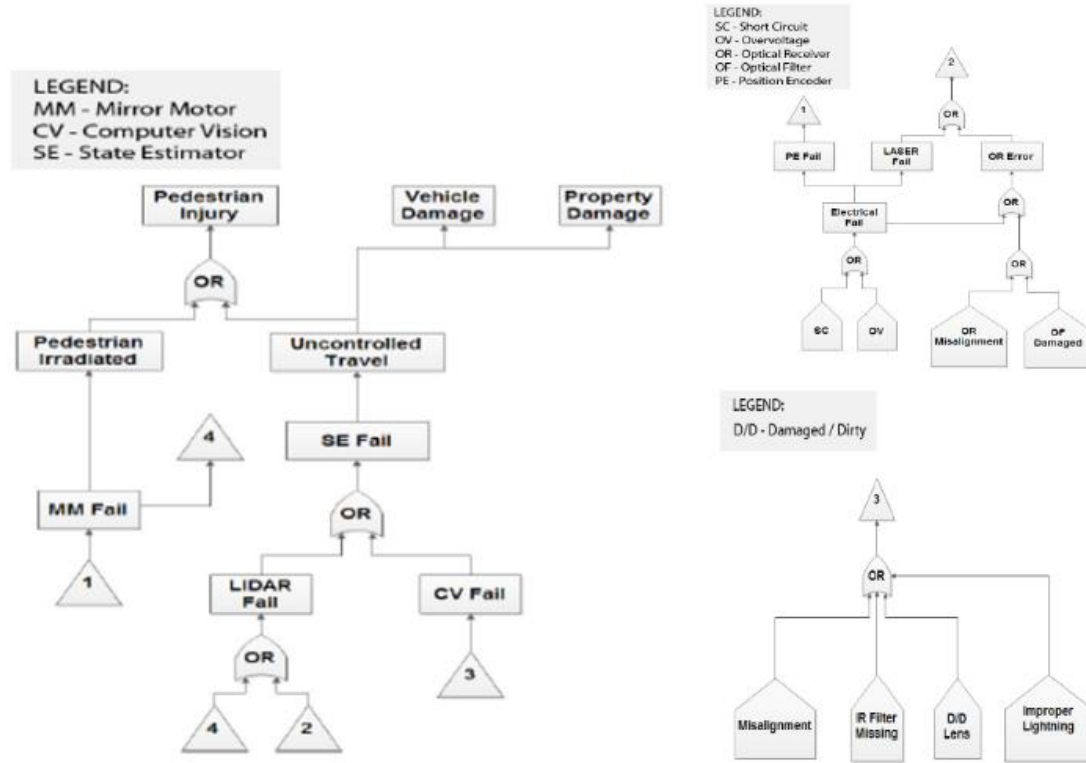 LEGEND:
MM - Mirror Motor
CV - Computer Vision
SE - State Estimator
Pedestrian
Injury
Vehicle
Damage
Property
Damage
OR
Pedestrian
Irradiated
Uncontrolled
Travel
4
SE Fail
MM Fail
OR
1
LIDAR
Fail
CV Fail
OR
3
4
2
LEGEND:
SC - Short Circuit
OV - Overvoltage
OR - Optical Receiver
OF - Optical Filter
PE - Position Encoder
2
1
OR
PE Fail
LASER
Fail
OR Error
OR
Electrical
Fail
OR
OR
SC
OV
OR
Misalignment
OF
Damaged
LEGEND:
D/D - Damaged / Dirty
3
OR
Misalignment
IR Filter
Missing
D/D
Lens
Improper
Lightning